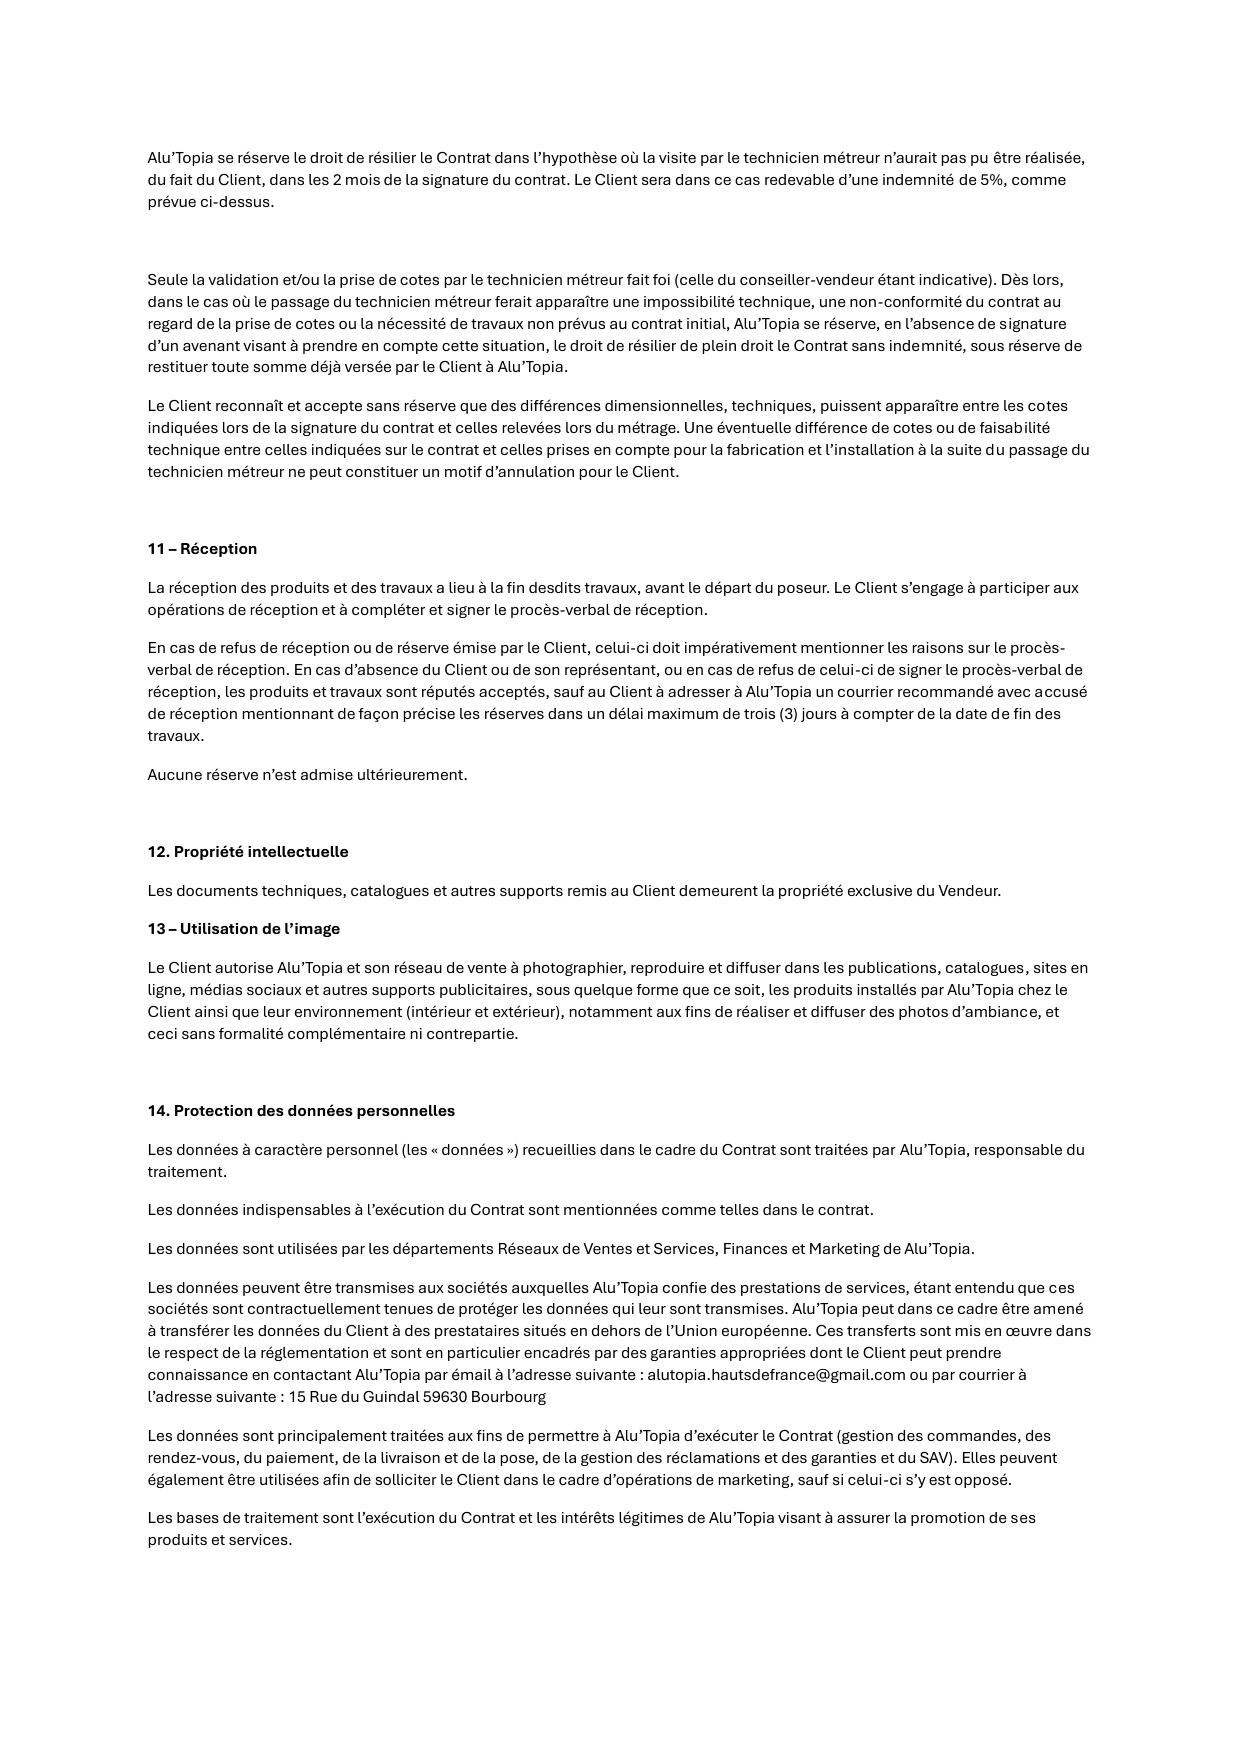 Alu’Topia se réserve le droit de résilier le Contrat dans l’hypothèse où la visite par le technicien métreur n’aurait pas pu être réalisée,
du fait du Client, dans les 2 mois de la signature du contrat. Le Client sera dans ce cas redevable d’une indemnité de 5%, comme
prévue ci-dessus.
Seule la validation et/ou la prise de cotes par le technicien métreur fait foi (celle du conseiller-vendeur étant indicative). Dès lors,
dans le cas où le passage du technicien métreur ferait apparaître une impossibilité technique, une non-conformité du contrat au
regard de la prise de cotes ou la nécessité de travaux non prévus au contrat initial, Alu’Topia se réserve, en l’absence de signature
d’un avenant visant à prendre en compte cette situation, le droit de résilier de plein droit le Contrat sans indemnité, sous réserve de
restituer toute somme déjà versée par le Client à Alu’Topia.
Le Client reconnaît et accepte sans réserve que des différences dimensionnelles, techniques, puissent apparaître entre les cotes
indiquées lors de la signature du contrat et celles relevées lors du métrage. Une éventuelle différence de cotes ou de faisabilité
technique entre celles indiquées sur le contrat et celles prises en compte pour la fabrication et l’installation à la suite du passage du
technicien métreur ne peut constituer un motif d’annulation pour le Client.
11 – Réception
La réception des produits et des travaux a lieu à la fin desdits travaux, avant le départ du poseur. Le Client s’engage à participer aux
opérations de réception et à compléter et signer le procès-verbal de réception.
En cas de refus de réception ou de réserve émise par le Client, celui-ci doit impérativement mentionner les raisons sur le procès-
verbal de réception. En cas d’absence du Client ou de son représentant, ou en cas de refus de celui-ci de signer le procès-verbal de
réception, les produits et travaux sont réputés acceptés, sauf au Client à adresser à Alu’Topia un courrier recommandé avec accusé
de réception mentionnant de façon précise les réserves dans un délai maximum de trois (3) jours à compter de la date de fin des
travaux.
Aucune réserve n’est admise ultérieurement.
12. Propriété intellectuelle
Les documents techniques, catalogues et autres supports remis au Client demeurent la propriété exclusive du Vendeur.
13 – Utilisation de l’image
Le Client autorise Alu’Topia et son réseau de vente à photographier, reproduire et diffuser dans les publications, catalogues, sites en
ligne, médias sociaux et autres supports publicitaires, sous quelque forme que ce soit, les produits installés par Alu’Topia chez le
Client ainsi que leur environnement (intérieur et extérieur), notamment aux fins de réaliser et diffuser des photos d’ambiance, et
ceci sans formalité complémentaire ni contrepartie.
14. Protection des données personnelles
Les données à caractère personnel (les « données ») recueillies dans le cadre du Contrat sont traitées par Alu’Topia, responsable du
traitement.
Les données indispensables à l’exécution du Contrat sont mentionnées comme telles dans le contrat.
Les données sont utilisées par les départements Réseaux de Ventes et Services, Finances et Marketing de Alu’Topia.
Les données peuvent être transmises aux sociétés auxquelles Alu’Topia confie des prestations de services, étant entendu que ces
sociétés sont contractuellement tenues de protéger les données qui leur sont transmises. Alu’Topia peut dans ce cadre être amené
à transférer les données du Client à des prestataires situés en dehors de l’Union européenne. Ces transferts sont mis en œuvre dans
le respect de la réglementation et sont en particulier encadrés par des garanties appropriées dont le Client peut prendre
connaissance en contactant Alu’Topia par émail à l’adresse suivante : alutopia.hautsdefrance@gmail.com ou par courrier à
l’adresse suivante : 15 Rue du Guindal 59630 Bourbourg
Les données sont principalement traitées aux fins de permettre à Alu’Topia d’exécuter le Contrat (gestion des commandes, des
rendez-vous, du paiement, de la livraison et de la pose, de la gestion des réclamations et des garanties et du SAV). Elles peuvent
également être utilisées afin de solliciter le Client dans le cadre d’opérations de marketing, sauf si celui-ci s’y est opposé.
Les bases de traitement sont l’exécution du Contrat et les intérêts légitimes de Alu’Topia visant à assurer la promotion de ses
produits et services.